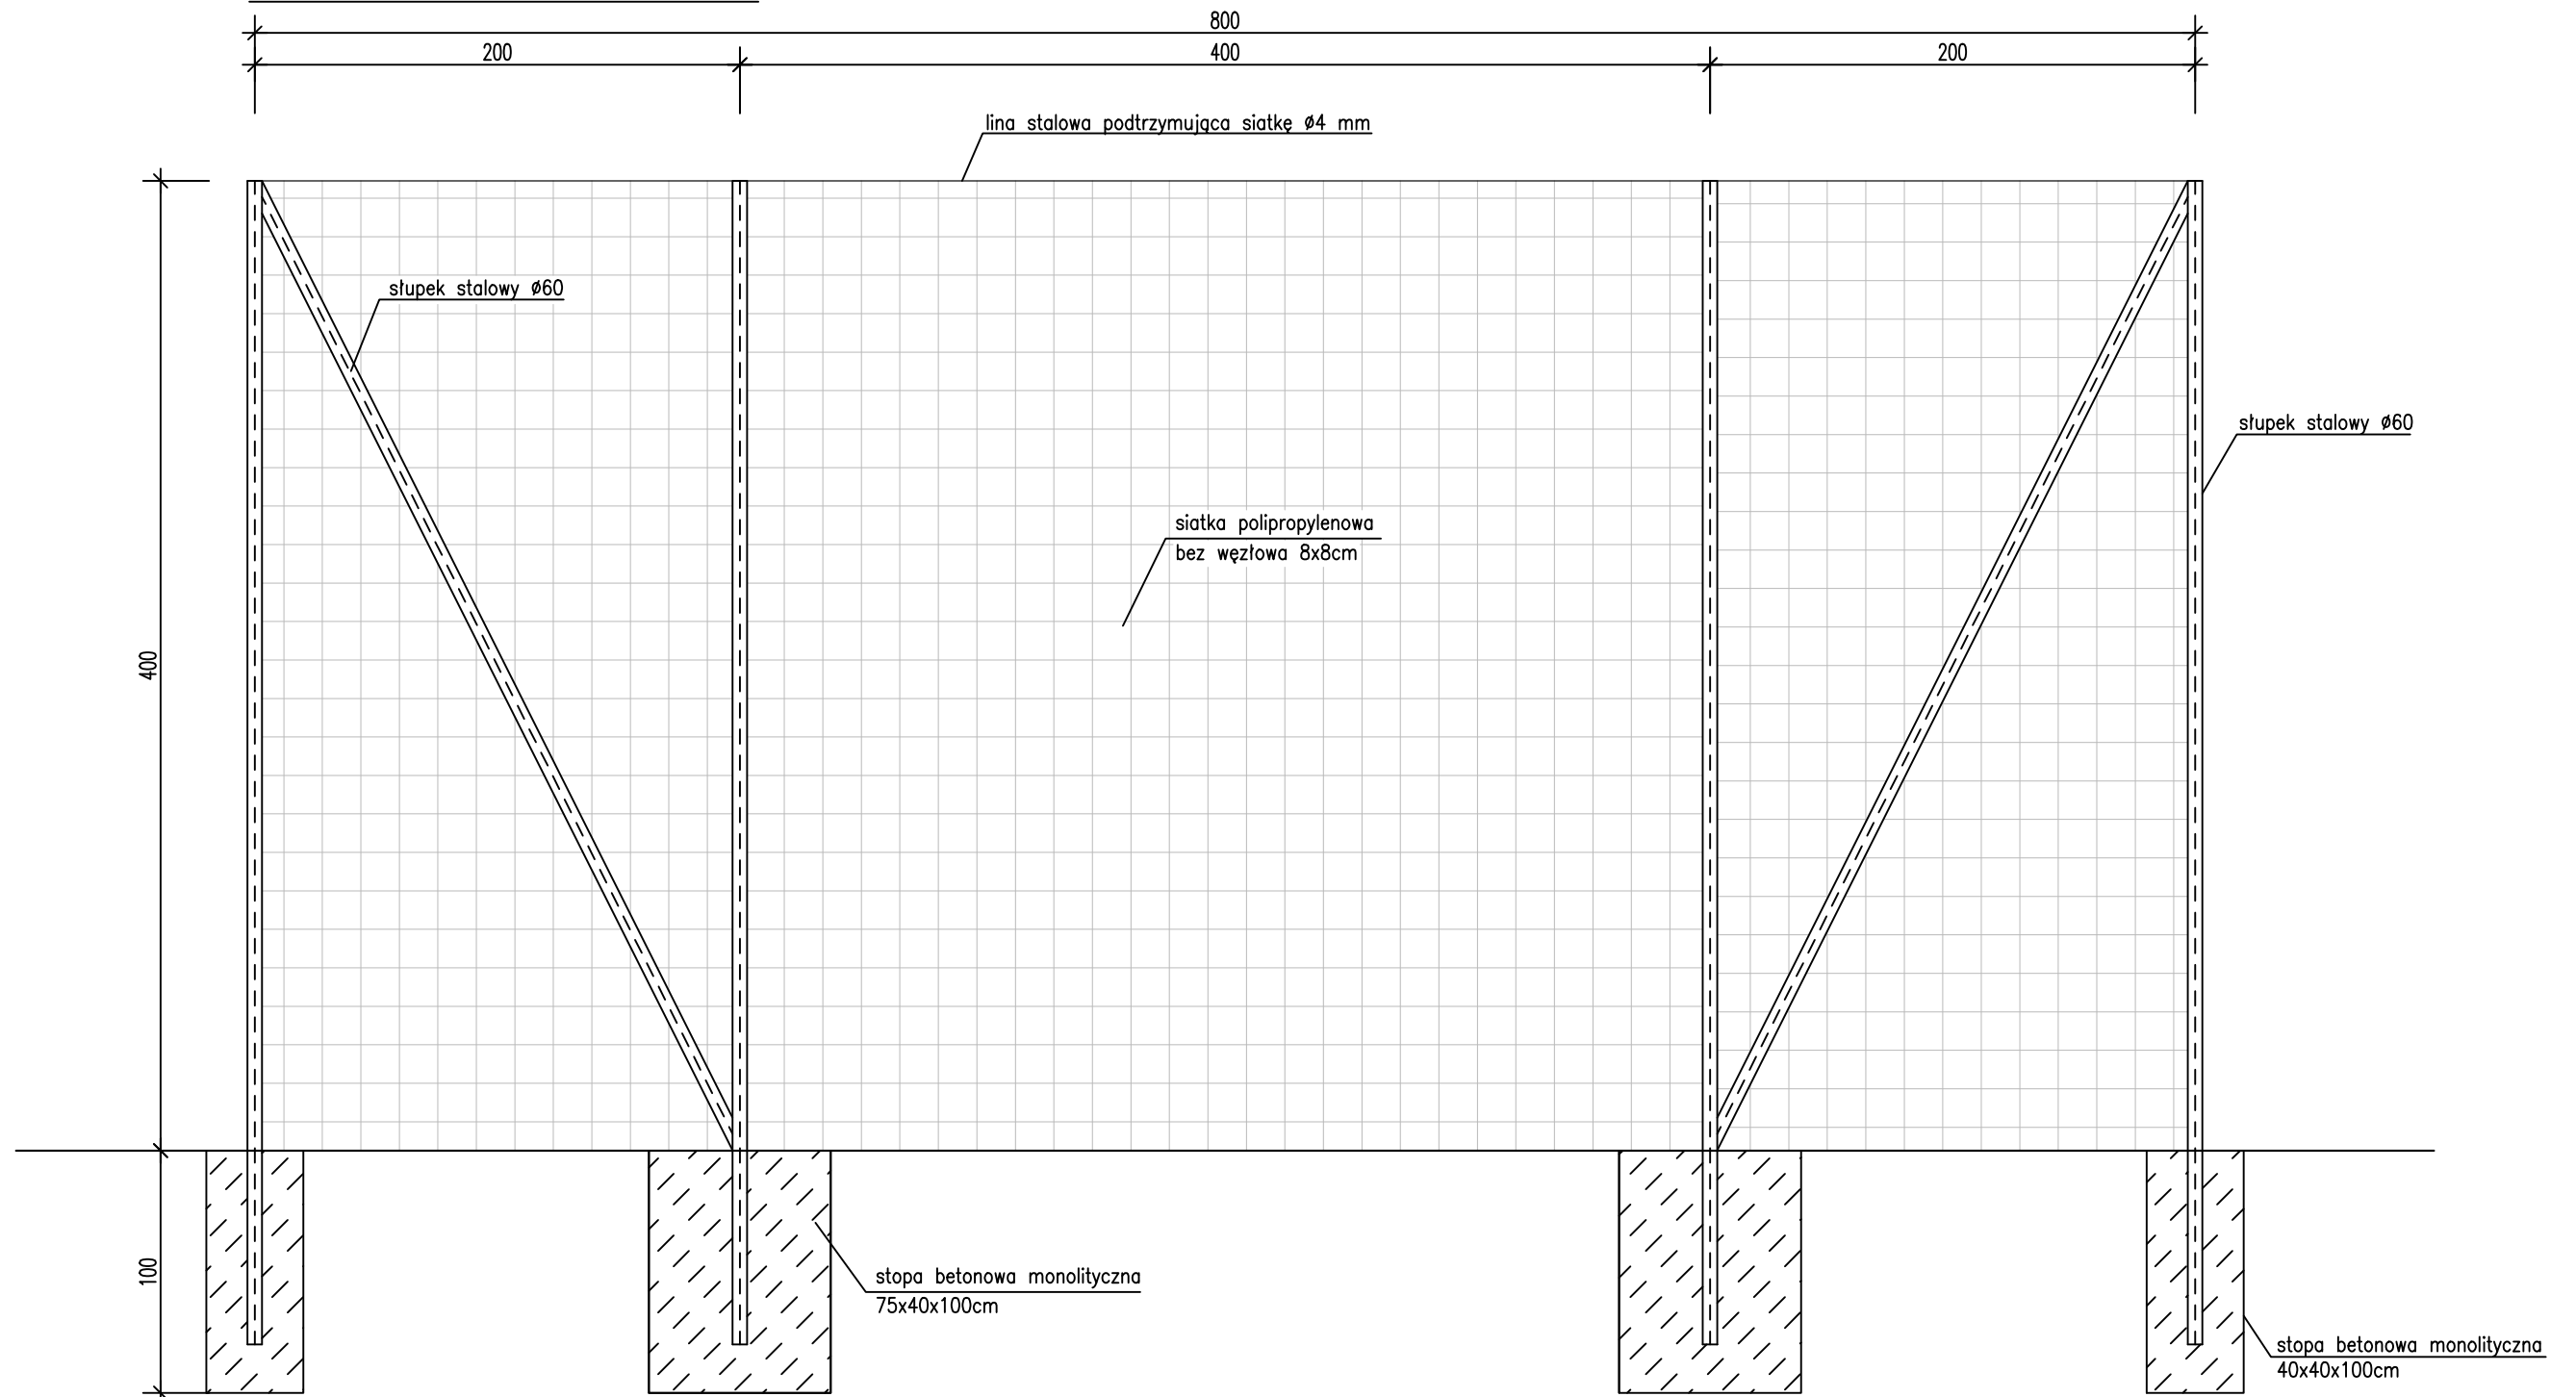 800
200
400
200
lina stalowa podtrzymująca siatkę ø4 mm
słupek stalowy ø60
słupek stalowy ø60
siatka polipropylenowa
bez węzłowa 8x8cm
400
100
stopa betonowa monolityczna
75x40x100cm
stopa betonowa monolityczna
40x40x100cm